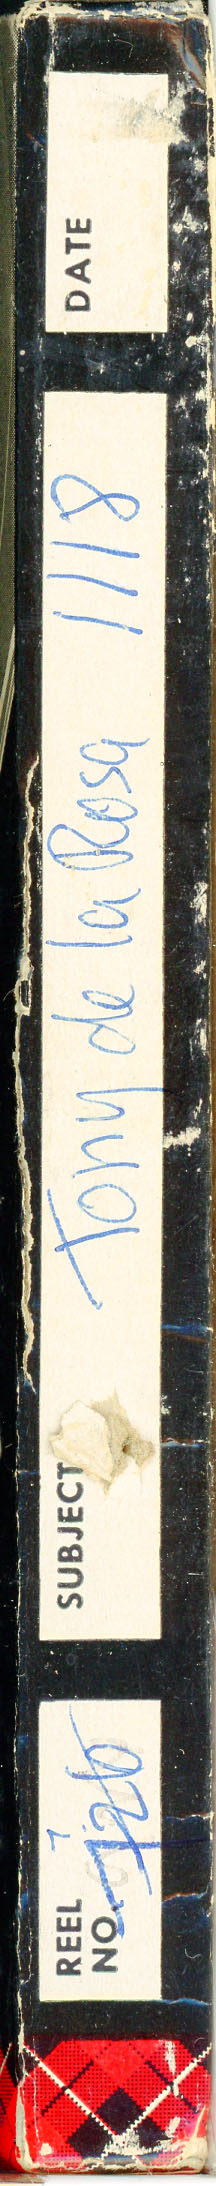 REEL
NO.
SUBJECT Tony de la Rosa 1118
DATE